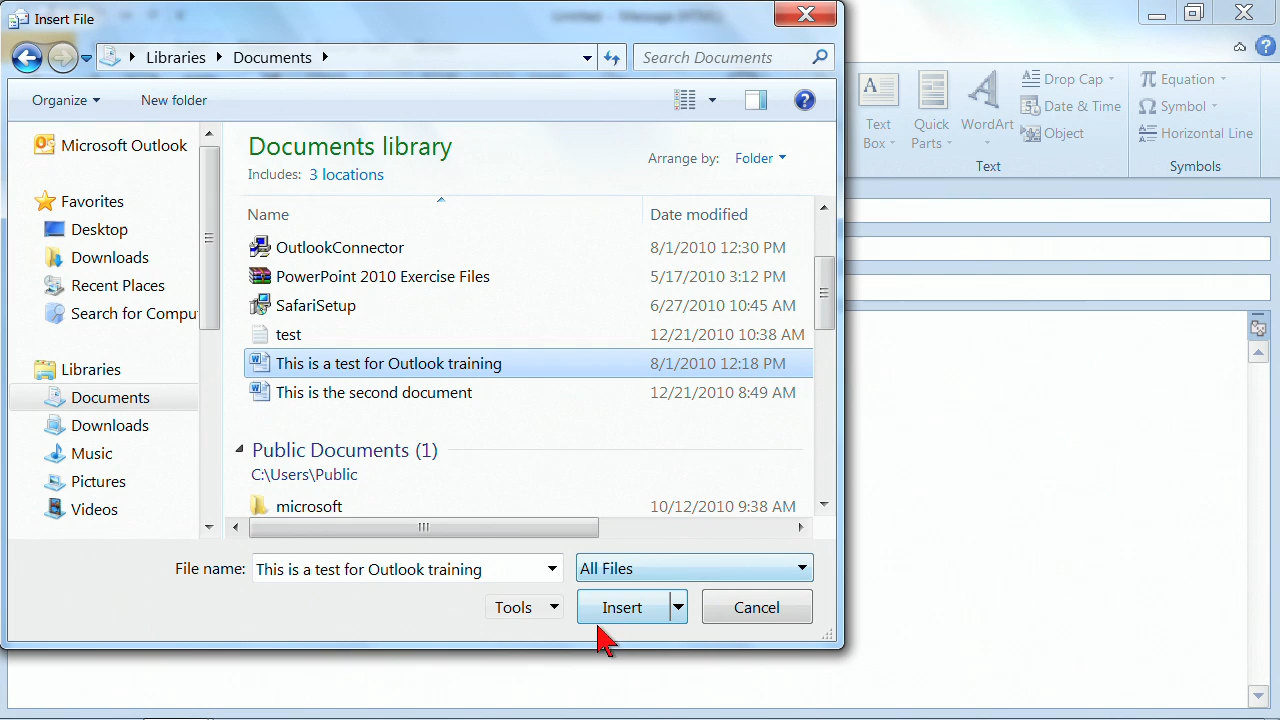 Insert File
Untitled - Message (HTML)
Libraries
Documents
Search Documents
Organize
New folder
Microsoft Outlook
Favorites
Desktop
Downloads
Recent Places
Search for Compu
Libraries
Documents
Downloads
Music
Pictures
Videos
Documents library
Includes: 3 locations
Arrange by: Folder
Name Date modified
OutlookConnector 8/1/2010 12:30 PM
PowerPoint 2010 Exercise Files 5/17/2010 3:12 PM
SafariSetup 6/27/2010 10:45 AM
test 12/21/2010 10:38 AM
This is a test for Outlook training 8/1/2010 12:18 PM
This is the second document 12/21/2010 8:49 AM
Public Documents (1)
C:\Users\Public
microsoft 10/12/2010 9:38 AM
File name: This is a test for Outlook training
All Files
Tools
Insert
Cancel
Text
Box
Quick
Parts
WordArt
Drop Cap
Date & Time
Object
Text
Equation
Symbol
Horizontal Line
Symbols